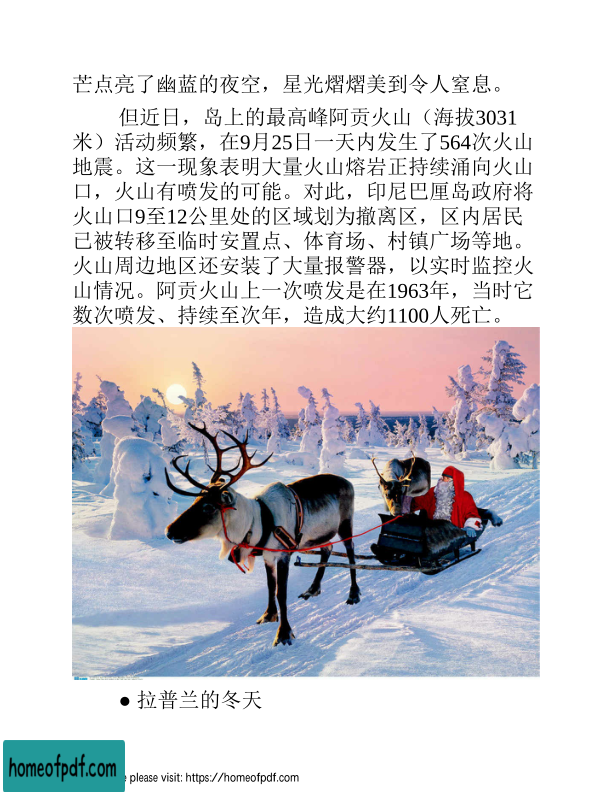 芒点亮了幽蓝的夜空，星光熠熠美到令人窒息。
但近日，岛上的最高峰阿贡火山（海拔3031
米）活动频繁，在9月25日一天内发生了564次火山
地震。这一现象表明大量火山熔岩正持续涌向火山
口，火山有喷发的可能。对此，印尼巴厘岛政府将
火山口9至12公里处的区域划为撤离区，区内居民
已被转移至临时安置点、体育场、村镇广场等地。
火山周边地区还安装了大量报警器，以实时监控火
山情况。阿贡火山上一次喷发是在1963年，当时它
数次喷发、持续至次年，造成大约1100人死亡。
● 拉普兰的冬天
homeofpdf.com
e please visit: https://homeofpdf.com